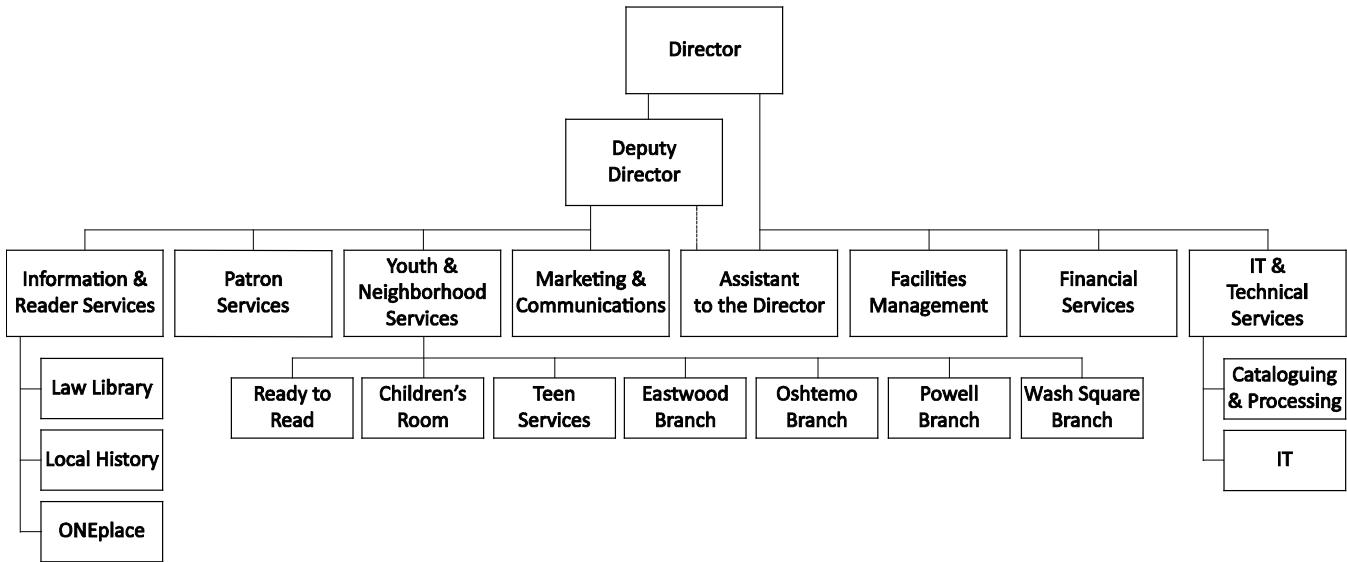 Director
Deputy
Director
Information &
Reader Services
Patron
Services
Youth &
Neighborhood
Services
Marketing &
Communications
Assistant
to the Director
Facilities
Management
Financial
Services
IT &
Technical
Services
Law Library
Local History
ONEplace
Ready to
Read
Children’s
Room
Teen
Services
Eastwood
Branch
Oshtemo
Branch
Powell
Branch
Wash Square
Branch
Cataloguing
& Processing
IT